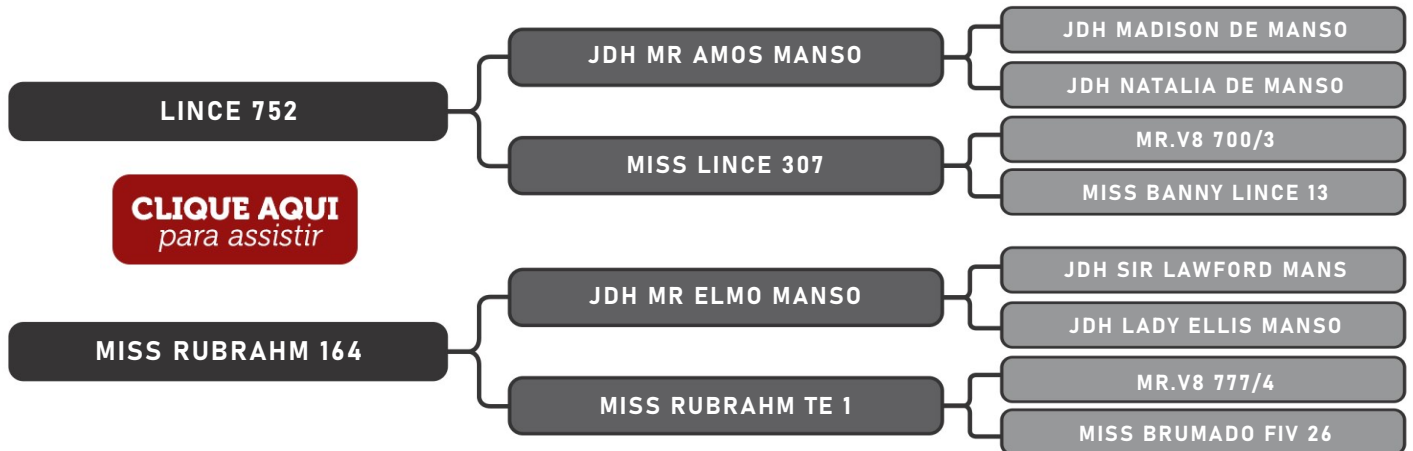 JDH MADISON DE MANSO
JDH MR AMOS MANSO
JDH NATALIA DE MANSO
LINCE 752
MR.V8 700/3
MISS LINCE 307
MISS BANNY LINCE 13
CLIQUE AQUI
para assistir
JDH SIR LAWFORD MANS
JDH MR ELMO MANSO
JDH LADY ELLIS MANSO
MISS RUBRAHM 164
MR.V8 777/4
MISS RUBRAHM TE 1
MISS BRUMADO FIV 26